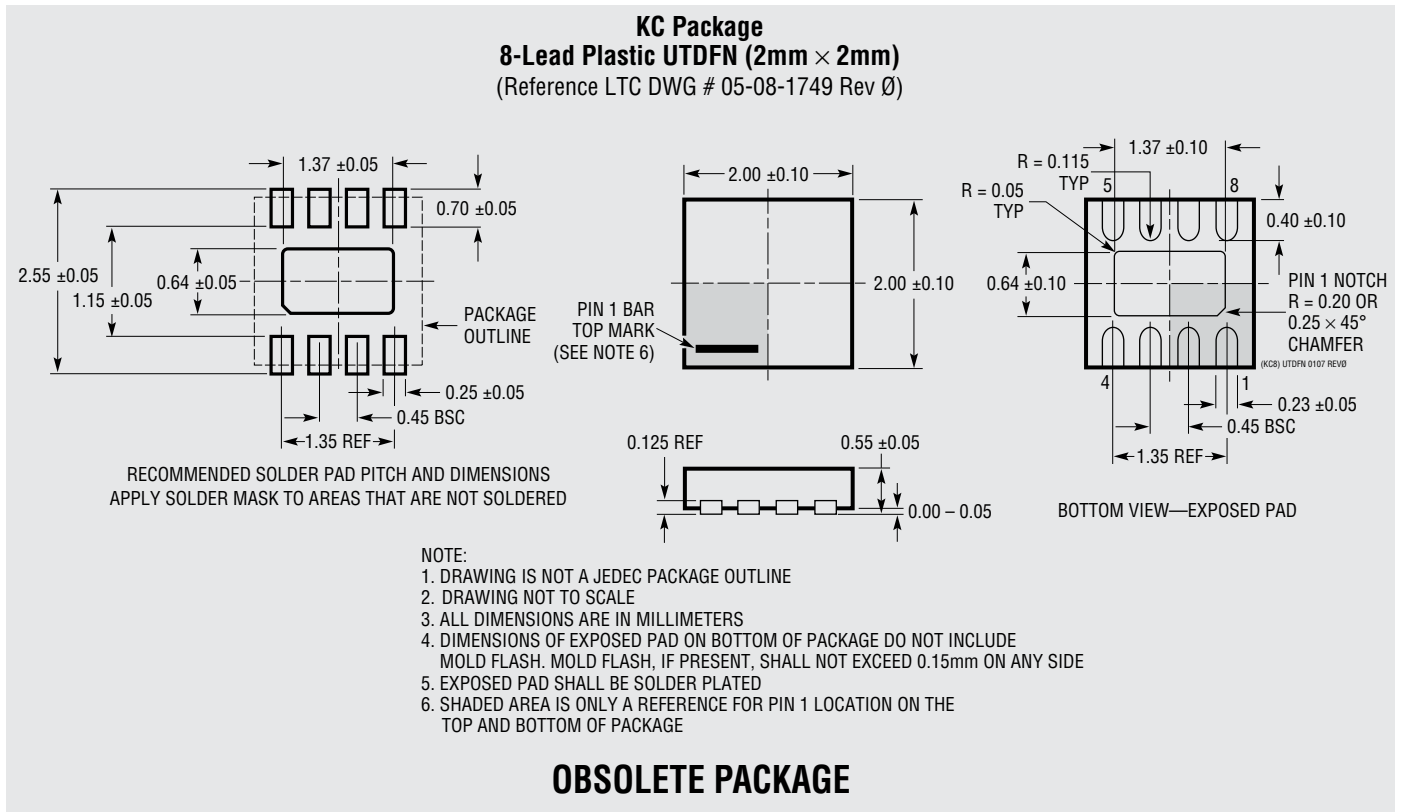 KC Package
8-Lead Plastic UTDFN (2mm × 2mm)
(Reference LTC DWG # 05-08-1749 Rev Ø)
1.37 ±0.05
0.70 ±0.05
2.55 ±0.05
1.15 ±0.05
0.64 ±0.05
PACKAGE
OUTLINE
0.25 ±0.05
0.45 BSC
1.35 REF
RECOMMENDED SOLDER PAD PITCH AND DIMENSIONS
APPLY SOLDER MASK TO AREAS THAT ARE NOT SOLDERED
2.00 ±0.10
2.00 ±0.10
PIN 1 BAR
TOP MARK
(SEE NOTE 6)
0.125 REF
0.55 ±0.05
0.00 – 0.05
1.37 ±0.10
R = 0.115
TYP
R = 0.05
TYP
5
8
0.40 ±0.10
0.64 ±0.10
PIN 1 NOTCH
R = 0.20 OR
0.25 × 45°
CHAMFER
(KC8) UTDFN 0107 REVØ
4
1
0.23 ±0.05
0.45 BSC
1.35 REF
BOTTOM VIEW—EXPOSED PAD
NOTE:
1. DRAWING IS NOT A JEDEC PACKAGE OUTLINE
2. DRAWING NOT TO SCALE
3. ALL DIMENSIONS ARE IN MILLIMETERS
4. DIMENSIONS OF EXPOSED PAD ON BOTTOM OF PACKAGE DO NOT INCLUDE
MOLD FLASH. MOLD FLASH, IF PRESENT, SHALL NOT EXCEED 0.15mm ON ANY SIDE
5. EXPOSED PAD SHALL BE SOLDER PLATED
6. SHADED AREA IS ONLY A REFERENCE FOR PIN 1 LOCATION ON THE
TOP AND BOTTOM OF PACKAGE
OBSOLETE PACKAGE